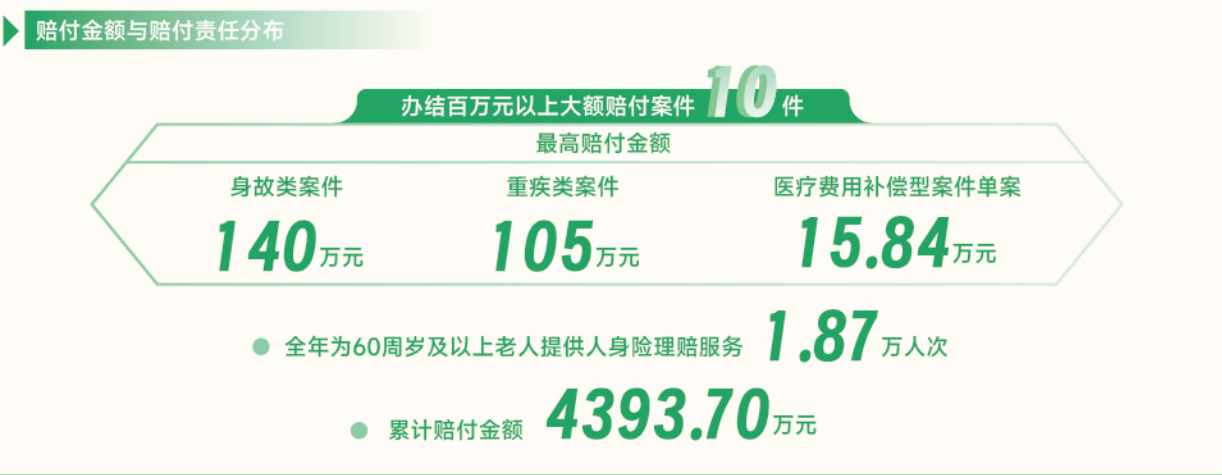 赔付金额与赔付责任分布
办结百万元以上大额赔付案件10件
最高赔付金额
身故类案件 重疾类案件 医疗费用补偿型案件单案
140万元 105万元 15.84万元
全年为60周岁及以上老人提供人身险理赔服务 1.87万人次
累计赔付金额 4393.70万元